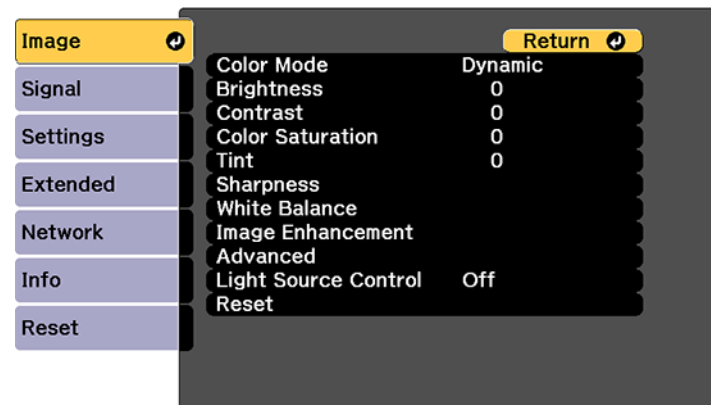 Image
Signal
Settings
Extended
Network
Info
Reset
Return
Color Mode Dynamic
Brightness 0
Contrast 0
Color Saturation 0
Tint 0
Sharpness
White Balance
Image Enhancement
Advanced
Light Source Control Off
Reset